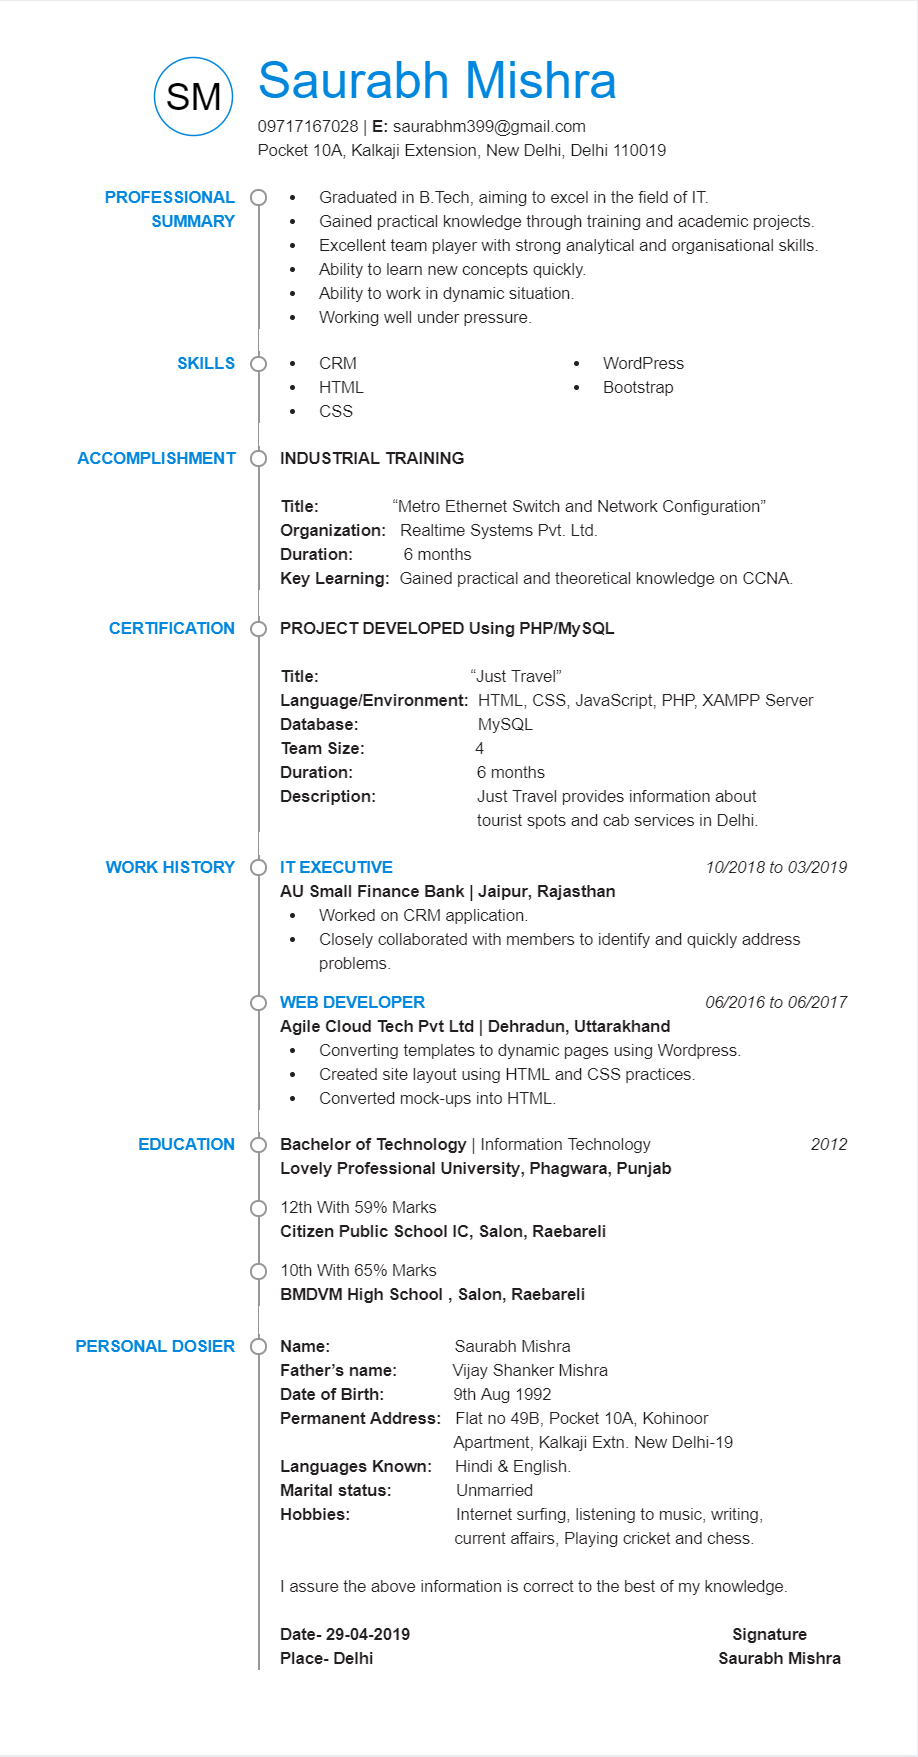 SM
Saurabh Mishra
09717167028 | E: saurabhm399@gmail.com
Pocket 10A, Kalkaji Extension, New Delhi, Delhi 110019
PROFESSIONAL
SUMMARY
• Graduated in B.Tech, aiming to excel in the field of IT.
• Gained practical knowledge through training and academic projects.
• Excellent team player with strong analytical and organisational skills.
• Ability to learn new concepts quickly.
• Ability to work in dynamic situation.
• Working well under pressure.
SKILLS
• CRM
• HTML
• CSS
• WordPress
• Bootstrap
ACCOMPLISHMENT
INDUSTRIAL TRAINING
Title: “Metro Ethernet Switch and Network Configuration”
Organization: Realtime Systems Pvt. Ltd.
Duration: 6 months
Key Learning: Gained practical and theoretical knowledge on CCNA.
CERTIFICATION
PROJECT DEVELOPED Using PHP/MySQL
Title: “Just Travel”
Language/Environment: HTML, CSS, JavaScript, PHP, XAMPP Server
Database: MySQL
Team Size: 4
Duration: 6 months
Description: Just Travel provides information about
tourist spots and cab services in Delhi.
WORK HISTORY
IT EXECUTIVE 10/2018 to 03/2019
AU Small Finance Bank | Jaipur, Rajasthan
• Worked on CRM application.
• Closely collaborated with members to identify and quickly address
problems.
WEB DEVELOPER 06/2016 to 06/2017
Agile Cloud Tech Pvt Ltd | Dehradun, Uttarakhand
• Converting templates to dynamic pages using Wordpress.
• Created site layout using HTML and CSS practices.
• Converted mock-ups into HTML.
EDUCATION
Bachelor of Technology | Information Technology 2012
Lovely Professional University, Phagwara, Punjab
12th With 59% Marks
Citizen Public School IC, Salon, Raebareli
10th With 65% Marks
BMDVM High School , Salon, Raebareli
PERSONAL DOSIER
Name: Saurabh Mishra
Father’s name: Vijay Shanker Mishra
Date of Birth: 9th Aug 1992
Permanent Address: Flat no 49B, Pocket 10A, Kohinoor
Apartment, Kalkaji Extn. New Delhi-19
Languages Known: Hindi & English.
Marital status: Unmarried
Hobbies: Internet surfing, listening to music, writing,
current affairs, Playing cricket and chess.
I assure the above information is correct to the best of my knowledge.
Date- 29-04-2019 Signature
Place- Delhi Saurabh Mishra